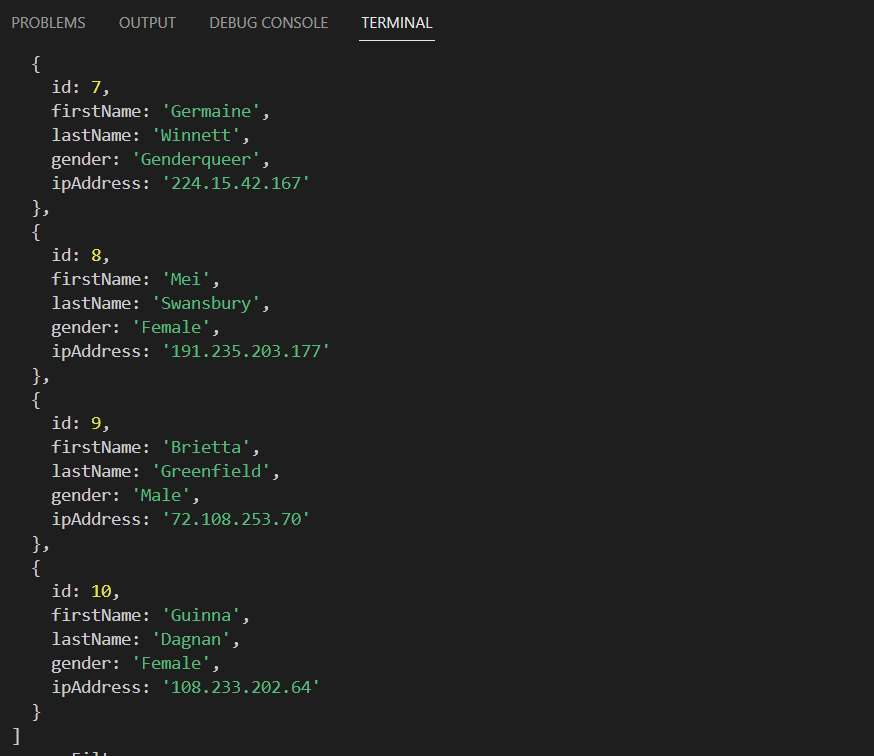 PROBLEMS OUTPUT DEBUG CONSOLE TERMINAL
{
id: 7,
firstName: 'Germaine',
lastName: 'Winnett',
gender: 'Genderqueer',
ipAddress: '224.15.42.167'
},
{
id: 8,
firstName: 'Mei',
lastName: 'Swansbury',
gender: 'Female',
ipAddress: '191.235.203.177'
},
{
id: 9,
firstName: 'Brietta',
lastName: 'Greenfield',
gender: 'Male',
ipAddress: '72.108.253.70'
},
{
id: 10,
firstName: 'Guinna',
lastName: 'Dagnan',
gender: 'Female',
ipAddress: '108.233.202.64'
}
]